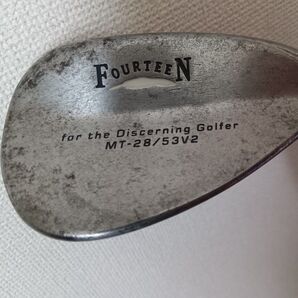 FOURTEEN
for the Discerning Golfer
MT-28/53V2